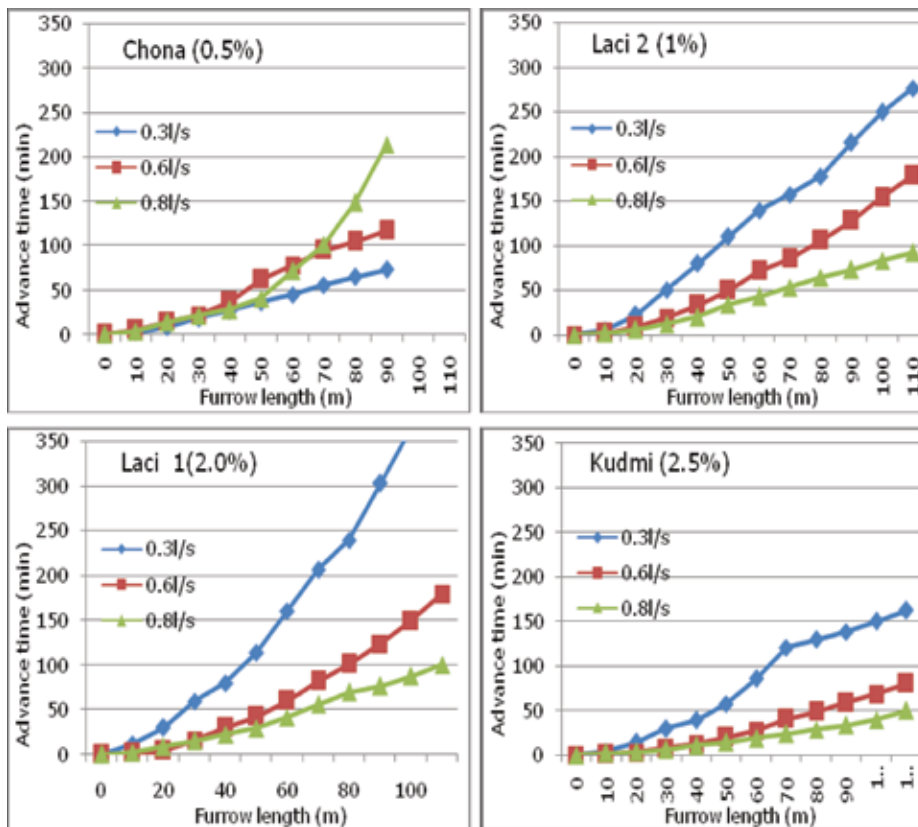 Chona (0.5%)
350
300
250
200
150
100
50
0
Advance time (min)
0.3l/s
0.6l/s
0.8l/s
0 10 20 30 40 50 60 70 80 90 100 110
Furrow length (m)
Laci 2 (1%)
350
300
250
200
150
100
50
0
Advance time (min)
0.3l/s
0.6l/s
0.8l/s
0 10 20 30 40 50 60 70 80 90 100 110
Furrow length (m)
Laci 1(2.0%)
350
300
250
200
150
100
50
0
Advance time (min)
0.3l/s
0.6l/s
0.8l/s
0 20 40 60 80 100
Furrow length (m)
Kudmi (2.5%)
350
300
250
200
150
100
50
0
Advance time (min)
0.3l/s
0.6l/s
0.8l/s
0 10 20 30 40 50 60 70 80 90 1... 1...
Furrow length (m)